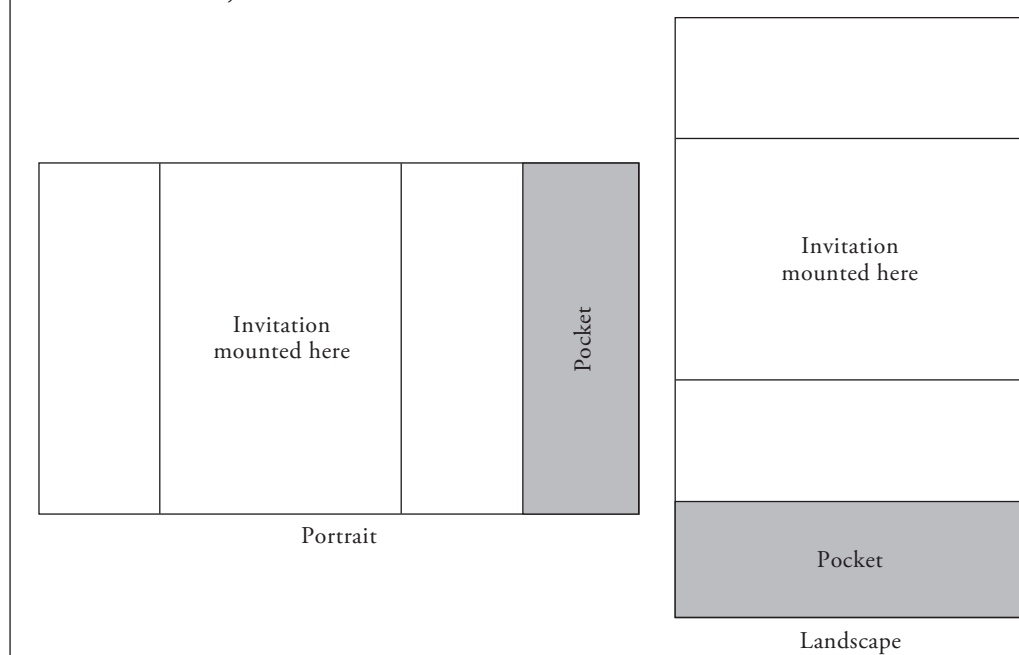 Invitation
mounted here
Pocket
Portrait
Invitation
mounted here
Pocket
Landscape